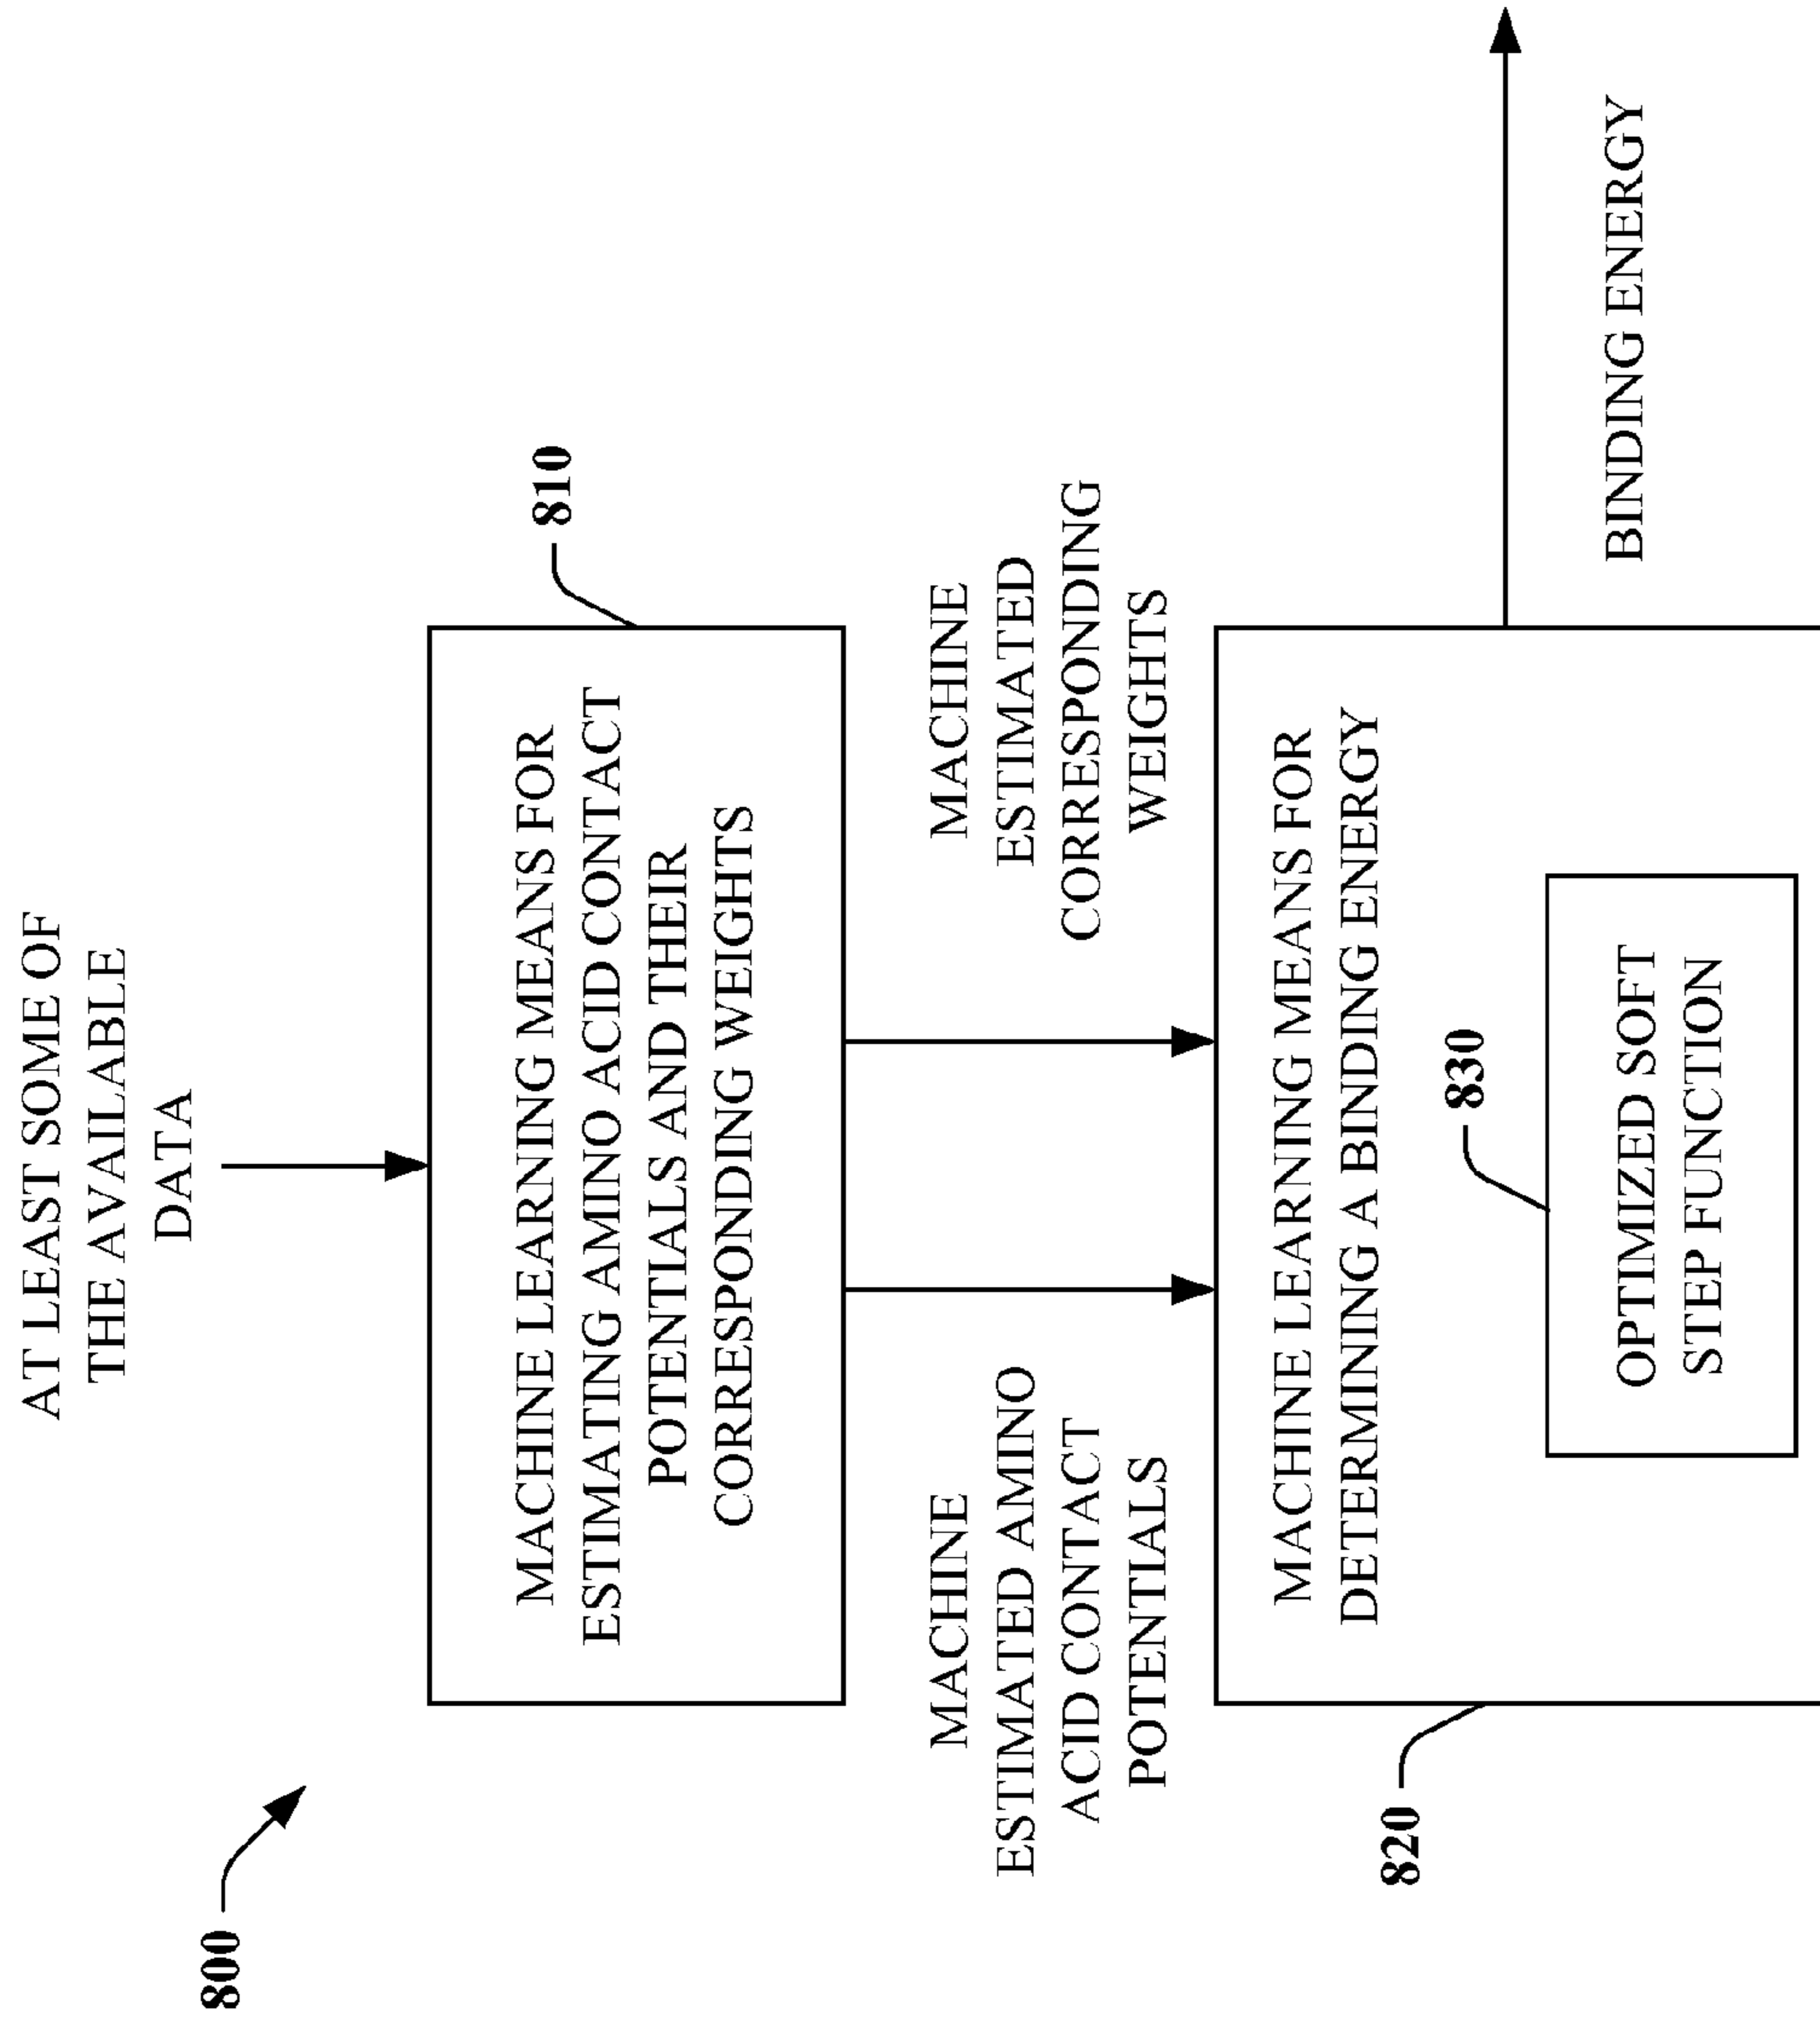 800
AT LEAST SOME OF
THE AVAILABLE
DATA
810
MACHINE LEARNING MEANS FOR
ESTIMATING AMINO ACID CONTACT
POTENTIALS AND THEIR
CORRESPONDING WEIGHTS
MACHINE
ESTIMATED AMINO
ACID CONTACT
POTENTIALS
MACHINE
ESTIMATED
CORRESPONDING
WEIGHTS
820
MACHINE LEARNING MEANS FOR
DETERMINING A BINDING ENERGY
830
OPTIMIZED SOFT
STEP FUNCTION
BINDING ENERGY